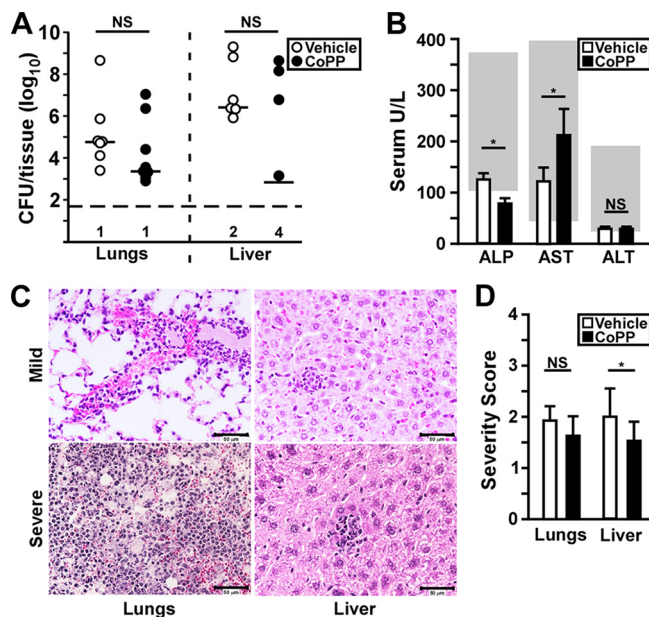 A
NS
NS
Vehicle
CoPP
CFU/tissue (log10)
10
8
6
4
2
1 1 2 4
Lungs Liver
B
Vehicle
CoPP
Serum U/L
400
300
200
100
0
*
*
NS
ALP AST ALT
C
Mild
Severe
50 µm
50 µm
50 µm
50 µm
Lungs Liver
D
Vehicle
CoPP
Severity Score
4
3
2
1
0
NS
*
Lungs Liver